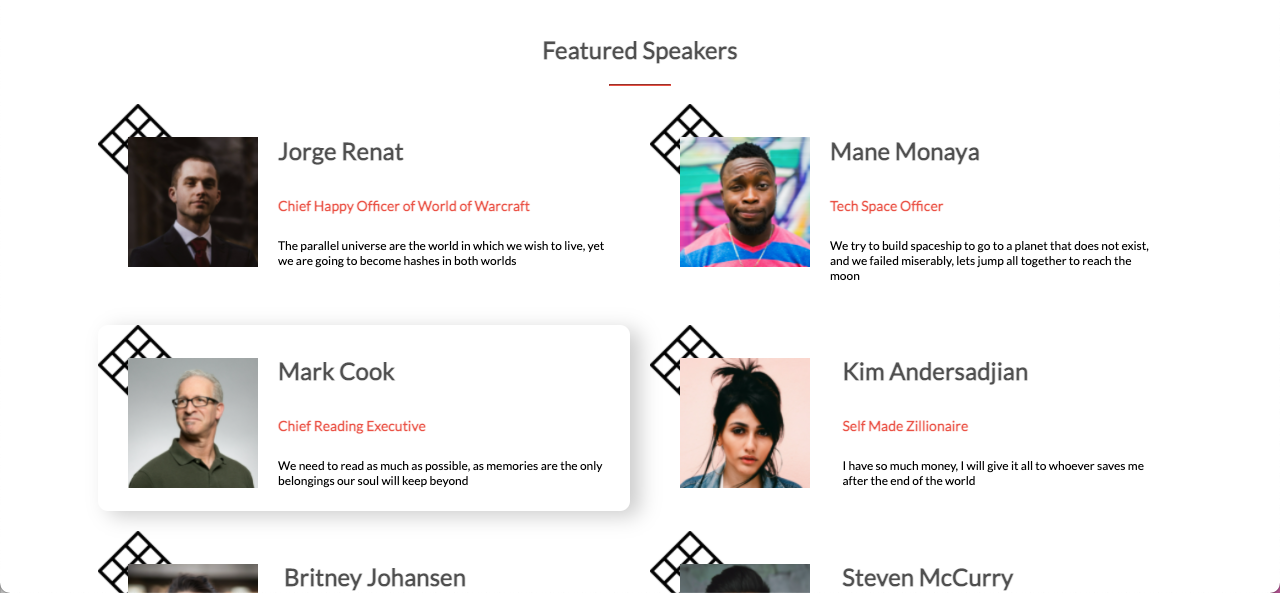 Featured Speakers
Jorge Renat
Chief Happy Officer of World of Warcraft
The parallel universe are the world in which we wish to live, yet
we are going to become hashes in both worlds
Mane Monaya
Tech Space Officer
We try to build spaceship to go to a planet that does not exist,
and we failed miserably, lets jump all together to reach the
moon
Mark Cook
Chief Reading Executive
We need to read as much as possible, as memories are the only
belongings our soul will keep beyond
Kim Andersadjian
Self Made Zillionaire
I have so much money, I will give it all to whoever saves me
after the end of the world
Britney Johansen
Steven McCurry